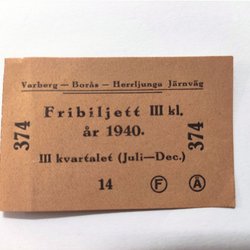 Varberg — Borås — Herrljunga Järnväg
Fribiljett III kl.
år 1940.
III kvartalet (Juli—Dec.)
374
374
14 F Å